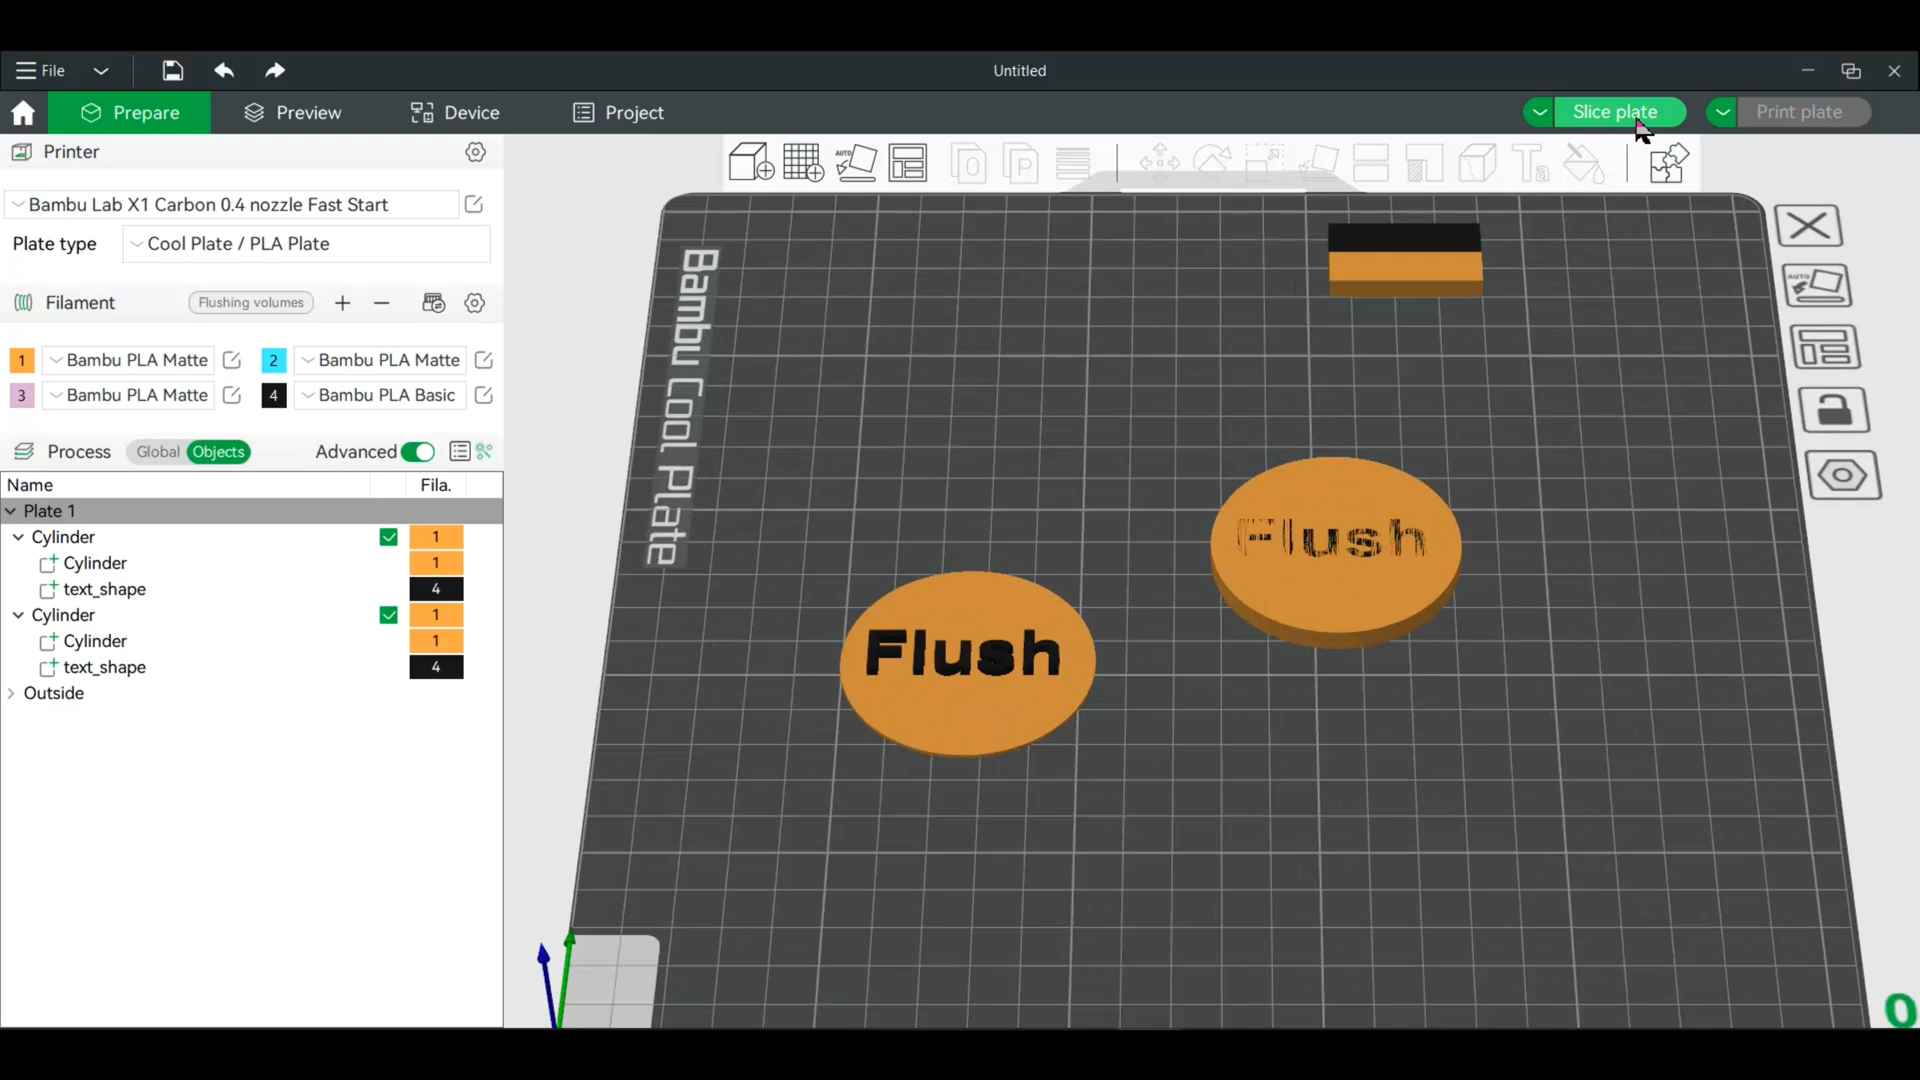 File
Untitled
Prepare
Preview
Device
Project
Slice plate
Print plate
Printer
AUTO
Bambu Lab X1 Carbon 0.4 nozzle Fast Start
Plate type
Cool Plate / PLA Plate
Filament
Flushing volumes
1 Bambu PLA Matte
2 Bambu PLA Matte
3 Bambu PLA Matte
4 Bambu PLA Basic
Process
Global
Objects
Advanced
Name
Fila.
Plate 1
Cylinder 1
Cylinder 1
text_shape 4
Cylinder 1
Cylinder 1
text_shape 4
Outside
Bambu Cool Plate
Flush
Flush
AUTO
0